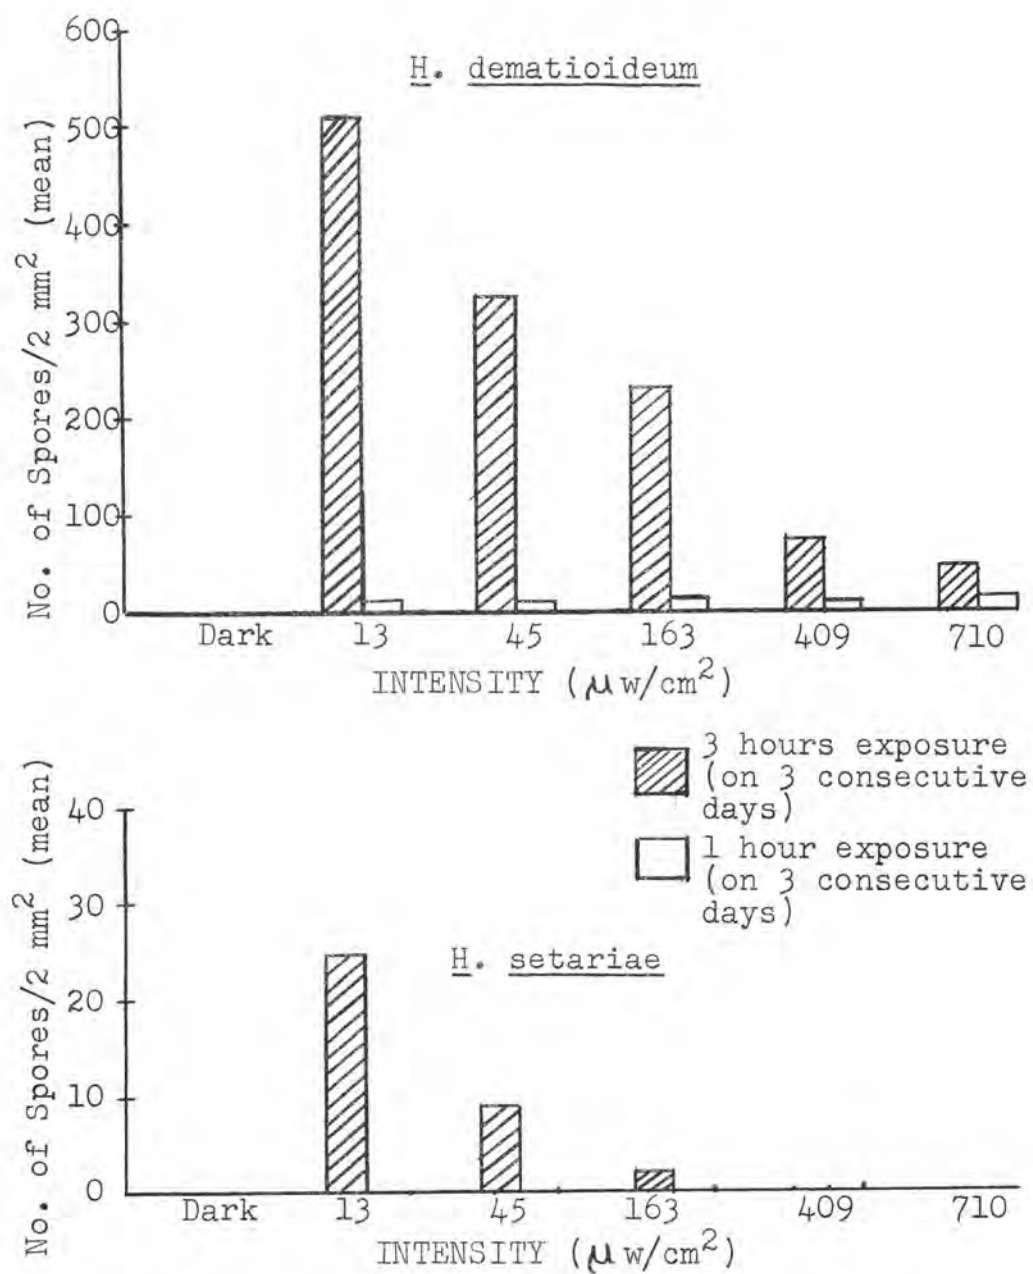 H. dematioideum
No. of Spores/2 mm² (mean)
600
500
400
300
200
100
0
Dark 13 45 163 409 710
INTENSITY (μw/cm²)
3 hours exposure
(on 3 consecutive
days)
1 hour exposure
(on 3 consecutive
days)
H. setariae
No. of Spores/2 mm² (mean)
40
30
20
10
0
Dark 13 45 163 409 710
INTENSITY (μw/cm²)